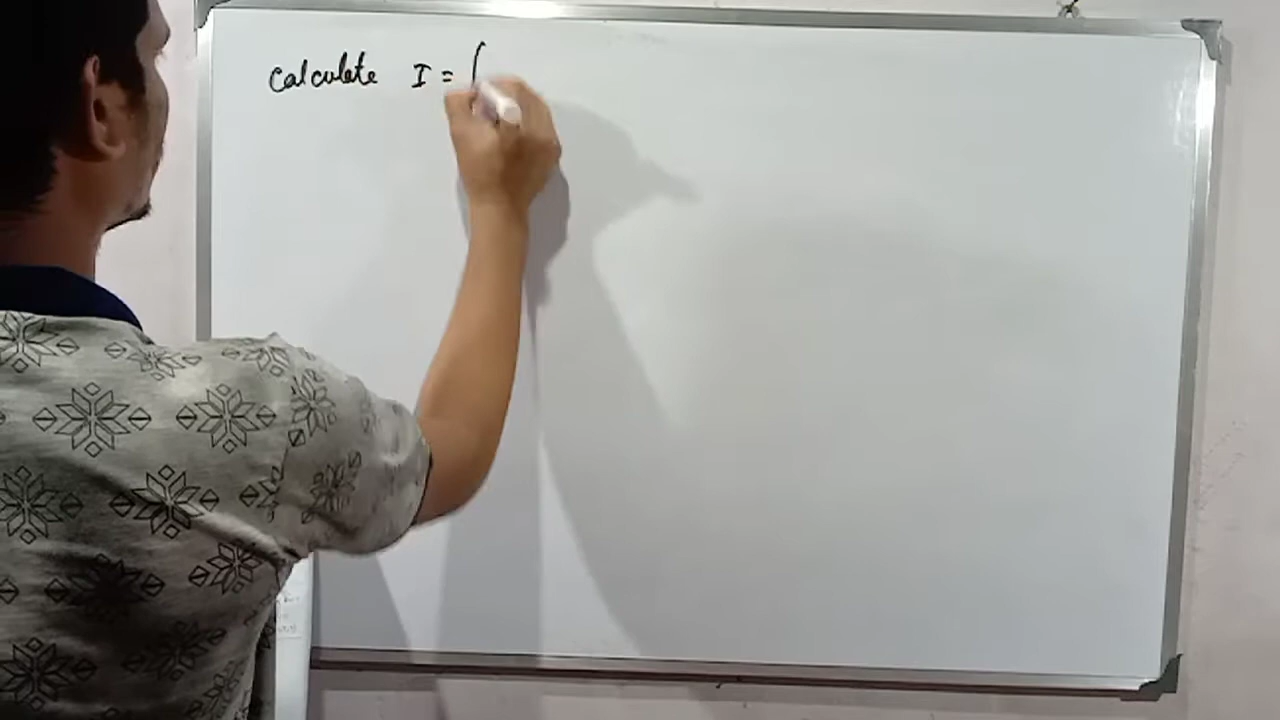 Calculate I = ∫